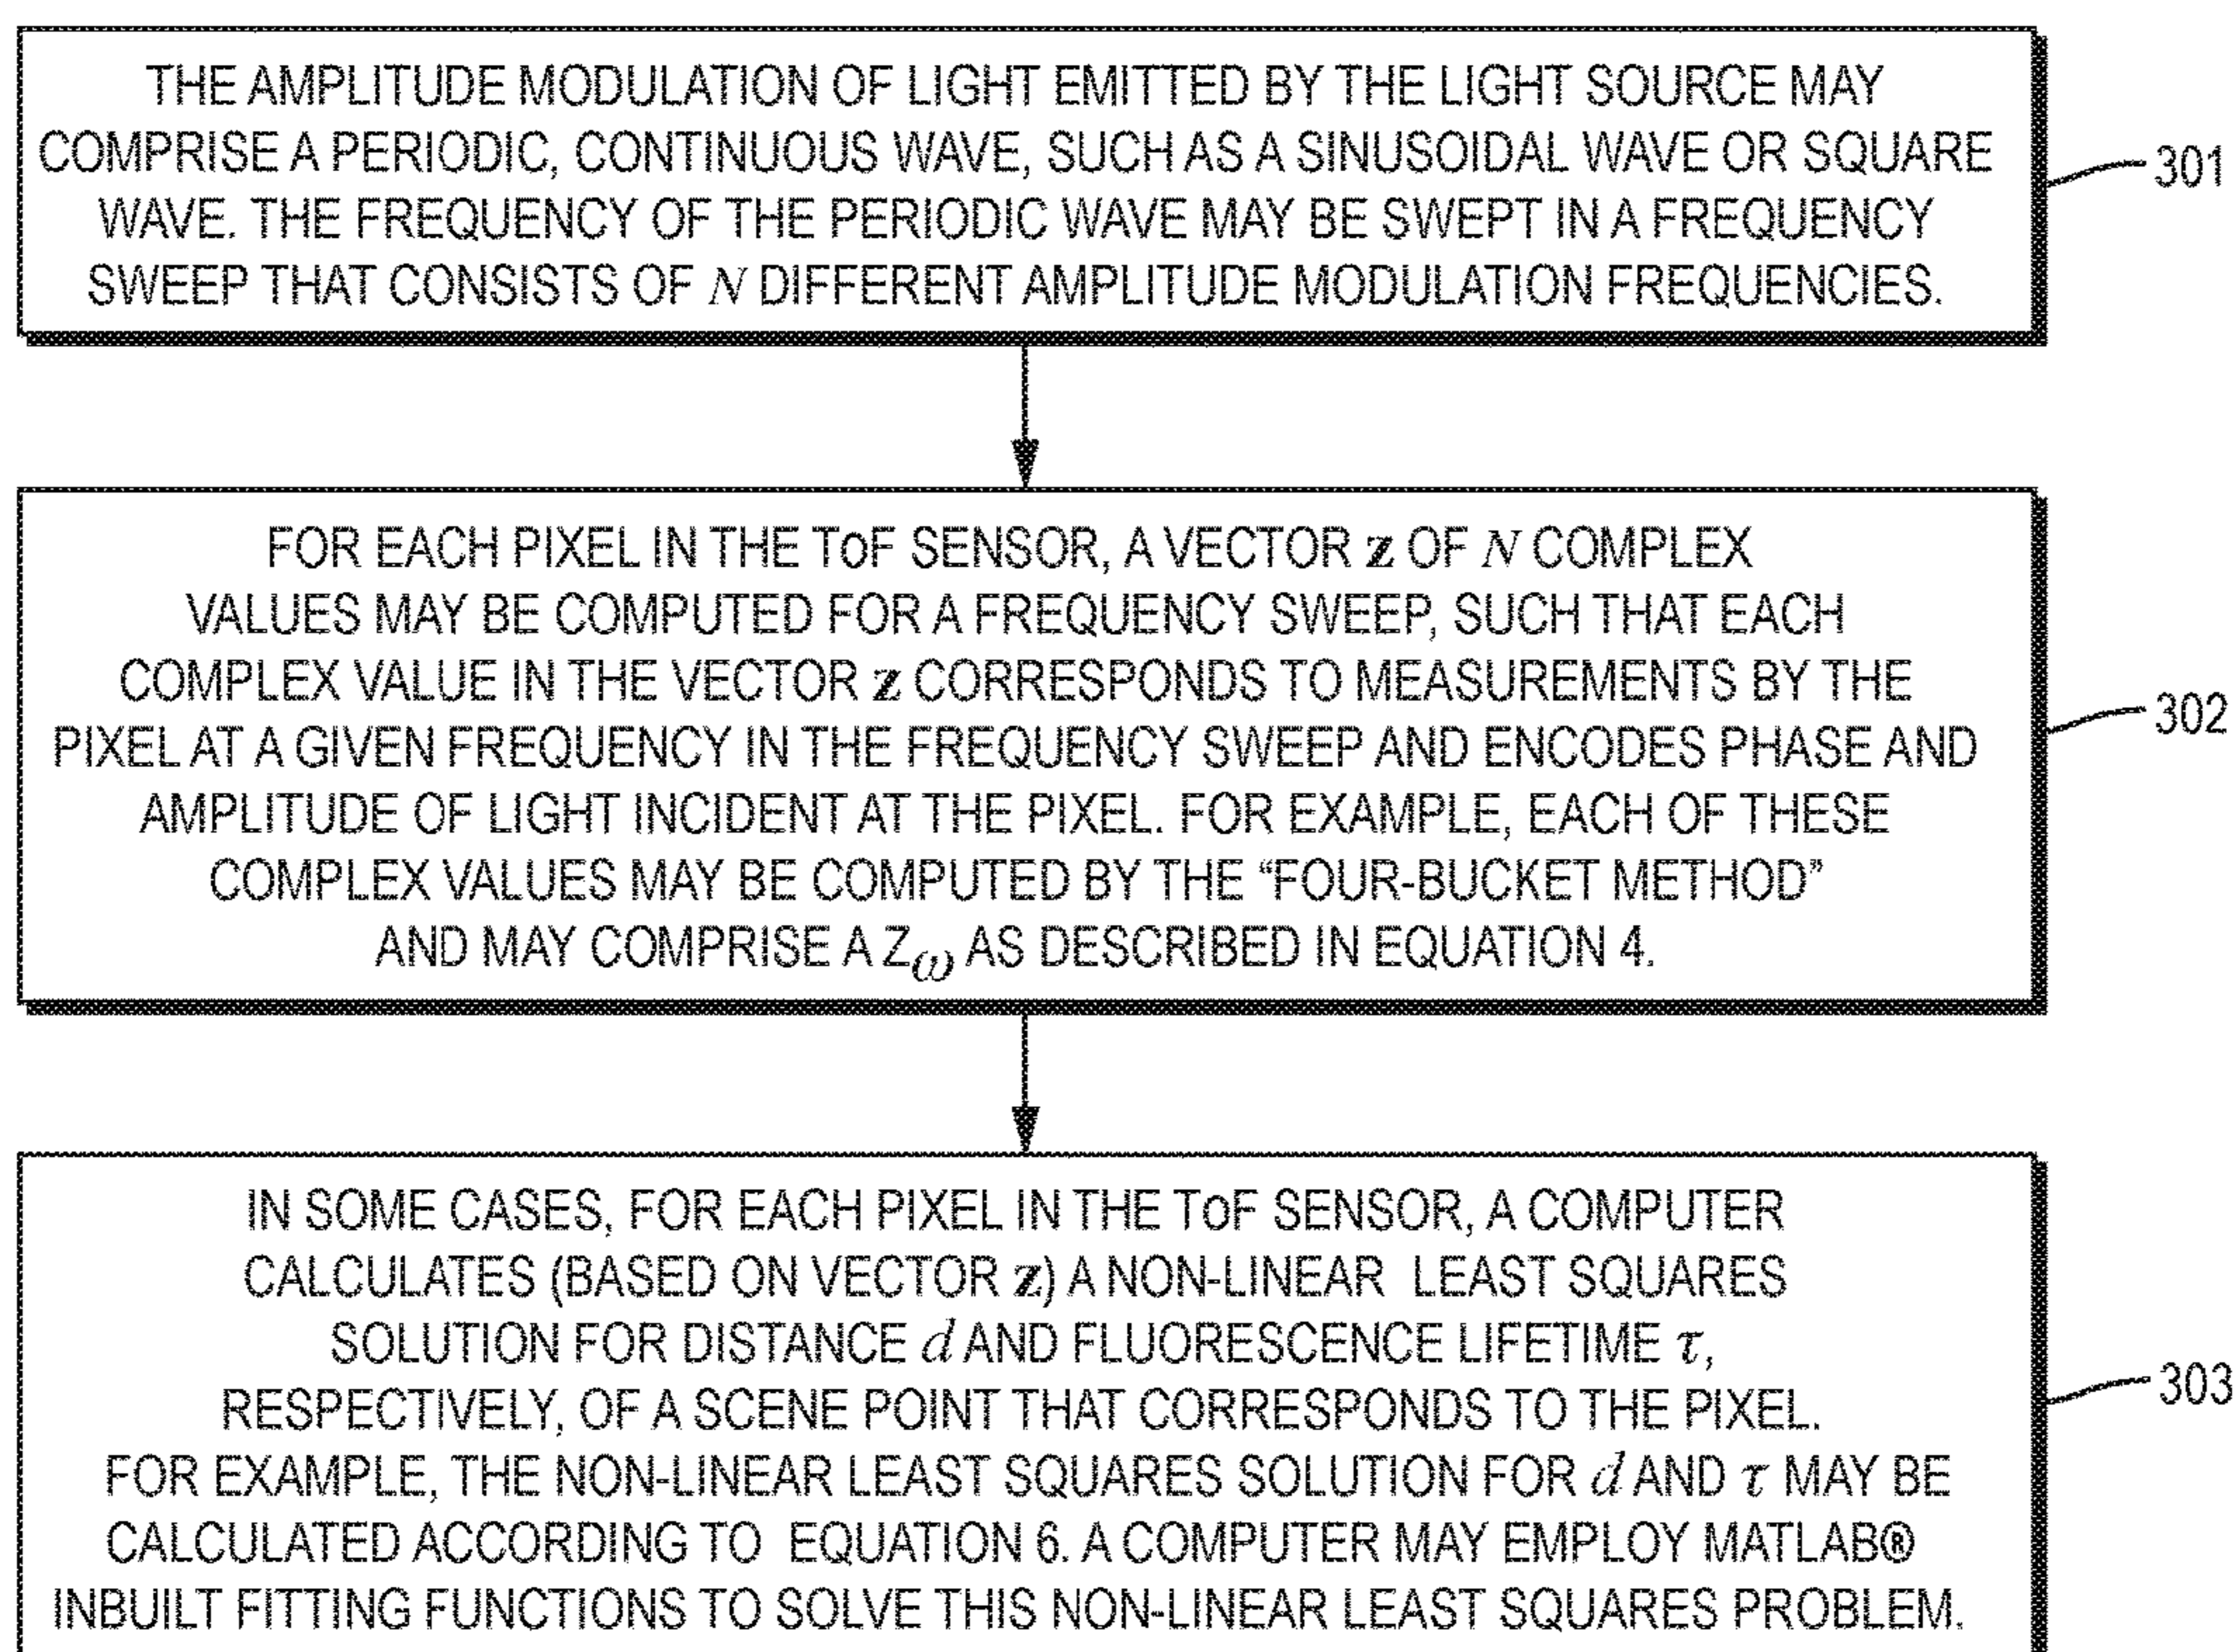 THE AMPLITUDE MODULATION OF LIGHT EMITTED BY THE LIGHT SOURCE MAY
COMPRISE A PERIODIC, CONTINUOUS WAVE, SUCH AS A SINUSOIDAL WAVE OR SQUARE
WAVE. THE FREQUENCY OF THE PERIODIC WAVE MAY BE SWEPT IN A FREQUENCY
SWEEP THAT CONSISTS OF N DIFFERENT AMPLITUDE MODULATION FREQUENCIES.
301
FOR EACH PIXEL IN THE ToF SENSOR, A VECTOR z OF N COMPLEX
VALUES MAY BE COMPUTED FOR A FREQUENCY SWEEP, SUCH THAT EACH
COMPLEX VALUE IN THE VECTOR z CORRESPONDS TO MEASUREMENTS BY THE
PIXEL AT A GIVEN FREQUENCY IN THE FREQUENCY SWEEP AND ENCODES PHASE AND
AMPLITUDE OF LIGHT INCIDENT AT THE PIXEL. FOR EXAMPLE, EACH OF THESE
COMPLEX VALUES MAY BE COMPUTED BY THE “FOUR-BUCKET METHOD”
AND MAY COMPRISE A Zω AS DESCRIBED IN EQUATION 4.
302
IN SOME CASES, FOR EACH PIXEL IN THE ToF SENSOR, A COMPUTER
CALCULATES (BASED ON VECTOR z) A NON-LINEAR LEAST SQUARES
SOLUTION FOR DISTANCE d AND FLUORESCENCE LIFETIME τ,
RESPECTIVELY, OF A SCENE POINT THAT CORRESPONDS TO THE PIXEL.
FOR EXAMPLE, THE NON-LINEAR LEAST SQUARES SOLUTION FOR d AND τ MAY BE
CALCULATED ACCORDING TO EQUATION 6. A COMPUTER MAY EMPLOY MATLAB®
INBUILT FITTING FUNCTIONS TO SOLVE THIS NON-LINEAR LEAST SQUARES PROBLEM.
303